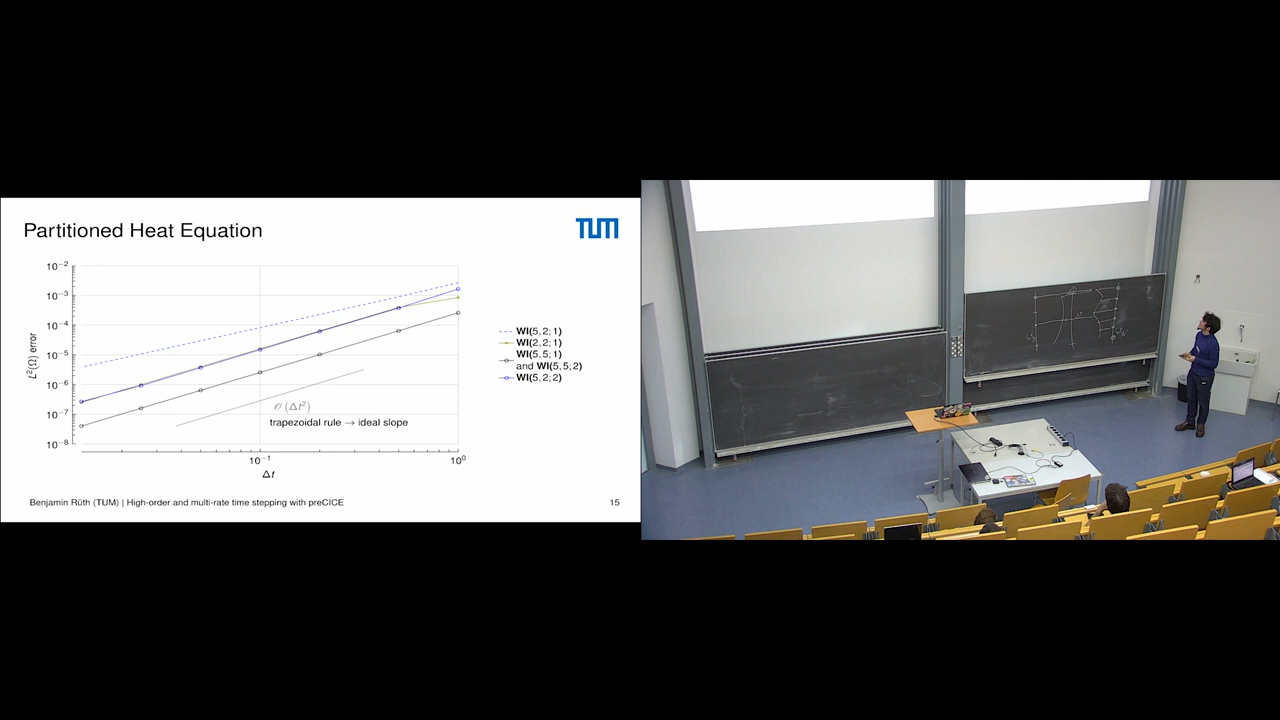 Partitioned Heat Equation
TUM
10⁻²
10⁻³
10⁻⁴
10⁻⁵
10⁻⁶
10⁻⁷
10⁻⁸
L²(Ω) error
10⁻¹
10⁰
Δt
𝒪(Δt²)
trapezoidal rule → ideal slope
WI(5,2;1)
WI(2,2;1)
WI(5,5;1)
and WI(5,5;2)
WI(5,2;2)
Benjamin Rüth (TUM) | High-order and multi-rate time stepping with preCICE
15